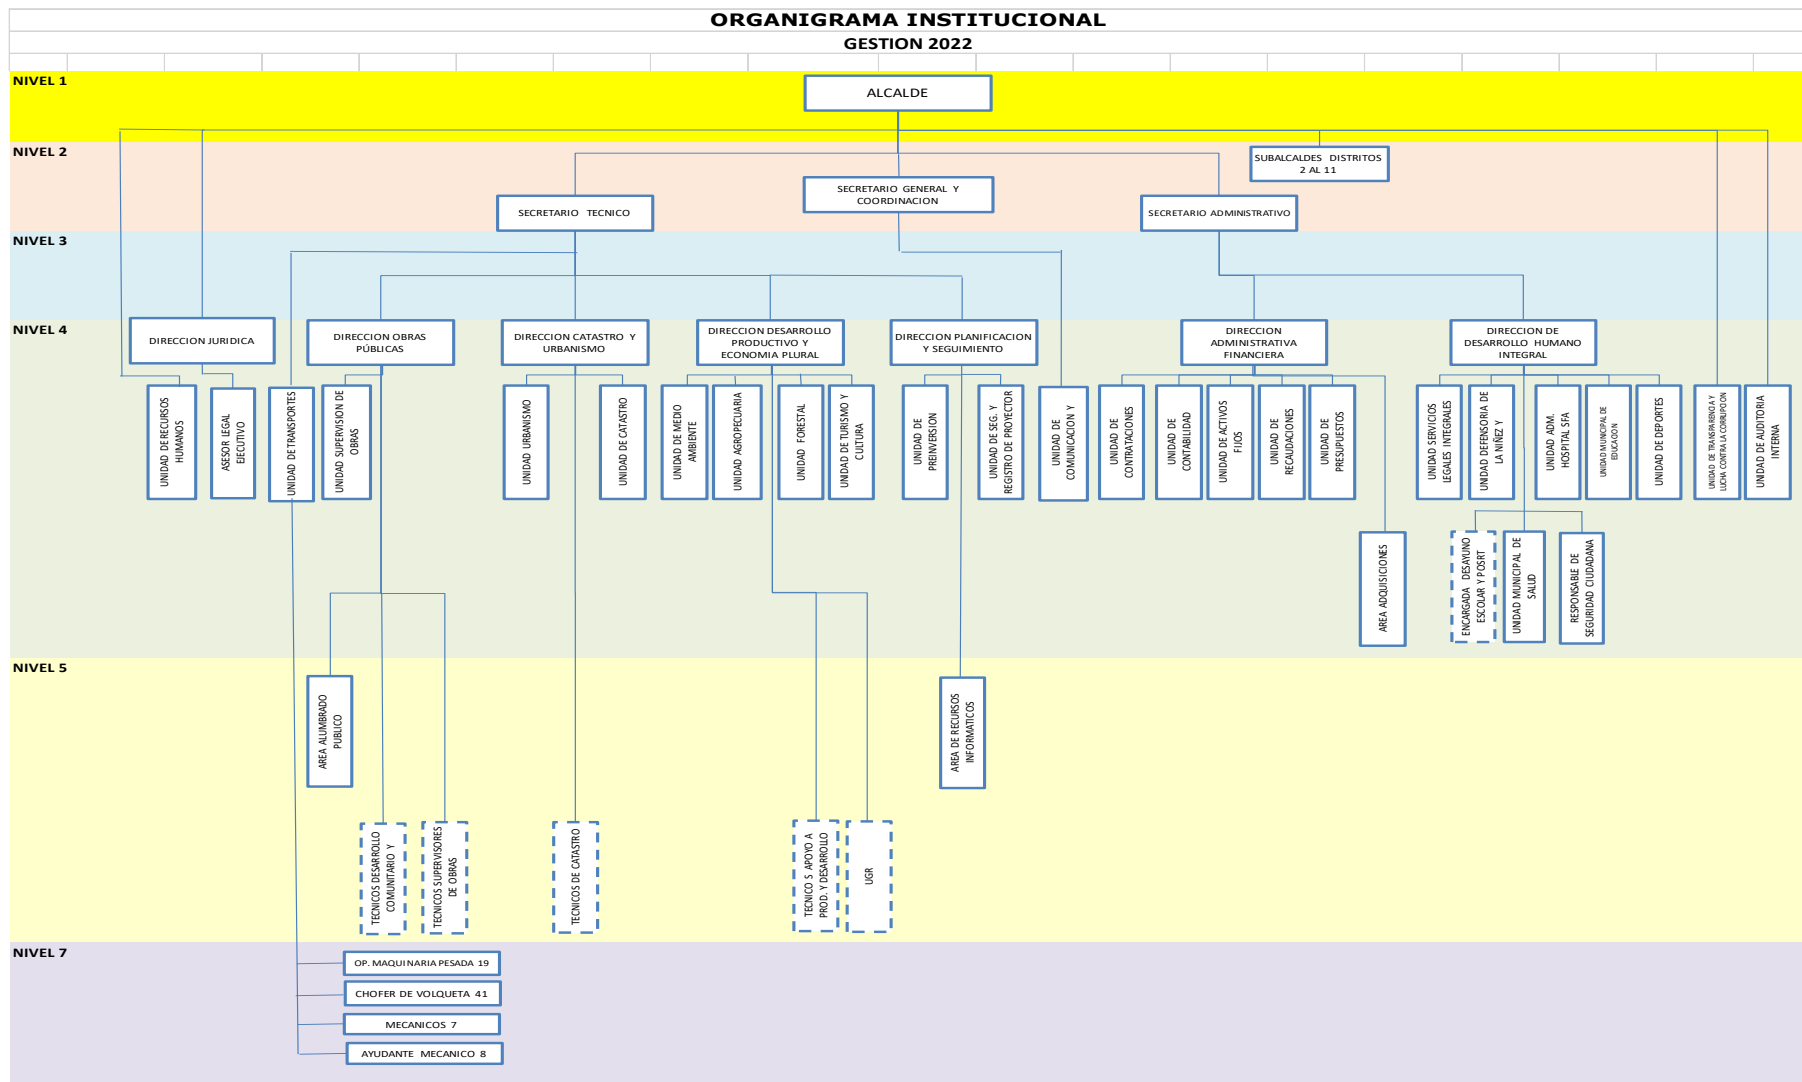 ORGANIGRAMA INSTITUCIONAL
GESTION 2022
NIVEL 1
ALCALDE
NIVEL 2
SUBALCALDES DISTRITOS
2 AL 11
SECRETARIO GENERAL Y
COORDINACION
SECRETARIO TECNICO
SECRETARIO ADMINISTRATIVO
NIVEL 3
NIVEL 4
DIRECCION JURIDICA
DIRECCION OBRAS
PÚBLICAS
DIRECCION CATASTRO Y
URBANISMO
DIRECCION DESARROLLO
PRODUCTIVO Y
ECONOMIA PLURAL
DIRECCION PLANIFICACION
Y SEGUIMIENTO
DIRECCION
ADMINISTRATIVA
FINANCIERA
DIRECCION DE
DESARROLLO HUMANO
INTEGRAL
UNIDAD DE RECURSOS
HUMANOS
ASESOR LEGAL
EJECUTIVO
UNIDAD DE TRANSPORTES
UNIDAD SUPERVISION DE
OBRAS
UNIDAD URBANISMO
UNIDAD DE CATASTRO
UNIDAD DE MEDIO
AMBIENTE
UNIDAD AGROPECUARIA
UNIDAD FORESTAL
UNIDAD DE TURISMO Y
CULTURA
UNIDAD DE
PREINVERSION
UNIDAD DE SEG. Y
REGISTRO DE PROYECTOR
UNIDAD DE
COMUNICACION Y
UNIDAD DE
CONTRATACIONES
UNIDAD DE
CONTABILIDAD
UNIDAD DE ACTIVOS
FIJOS
UNIDAD DE
RECAUDACIONES
UNIDAD DE
PRESUPUESTOS
UNIDAD SERVICIOS
LEGALES INTEGRALES
UNIDAD DEFENSORIA DE
LA NIÑEZ Y
UNIDAD ADM.
HOSPITAL SFA
UNIDAD MUNICIPAL DE
EDUCACION
UNIDAD DE DEPORTES
UNIDAD DE TRANSPARENCIA Y
LUCHA CONTRA LA CORRUPCION
UNIDAD DE AUDITORIA
INTERNA
AREA ADQUISICIONES
ENCARGADA DESAYUNO
ESCOLAR Y POSRT
UNIDAD MUNICIPAL DE
SALUD
RESPONSABLE DE
SEGURIDAD CIUDADANA
NIVEL 5
AREA ALUMBRADO
PUBLICO
AREA DE RECURSOS
INFORMATICOS
TECNICOS DESARROLLO
COMUNITARIO Y
TECNICOS SUPERVISORES
DE OBRAS
TECNICOS DE CATASTRO
TECNICO S APOYO A
PROD. Y DESARROLLO
UGR
NIVEL 7
OP. MAQUINARIA PESADA 19
CHOFER DE VOLQUETA 41
MECANICOS 7
AYUDANTE MECANICO 8